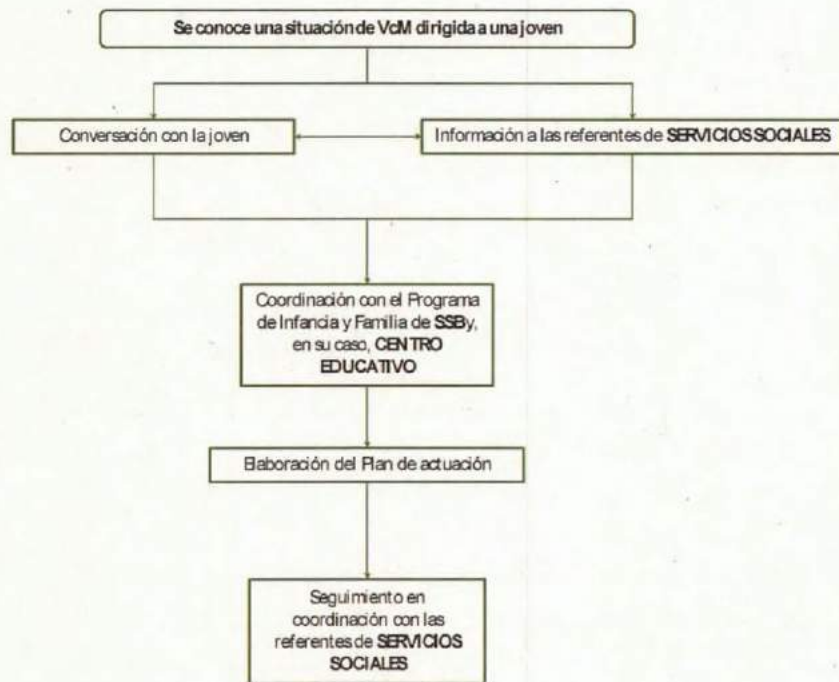 Se conoce una situación de VcM dirigida a una joven
Conversación con la joven
Información a las referentes de SERVICIOS SOCIALES
Coordinación con el Programa
de Infancia y Familia de SSB y,
en su caso, CENTRO
EDUCATIVO
Elaboración del Plan de actuación
Seguimiento en
coordinación con las
referentes de SERVICIOS
SOCIALES